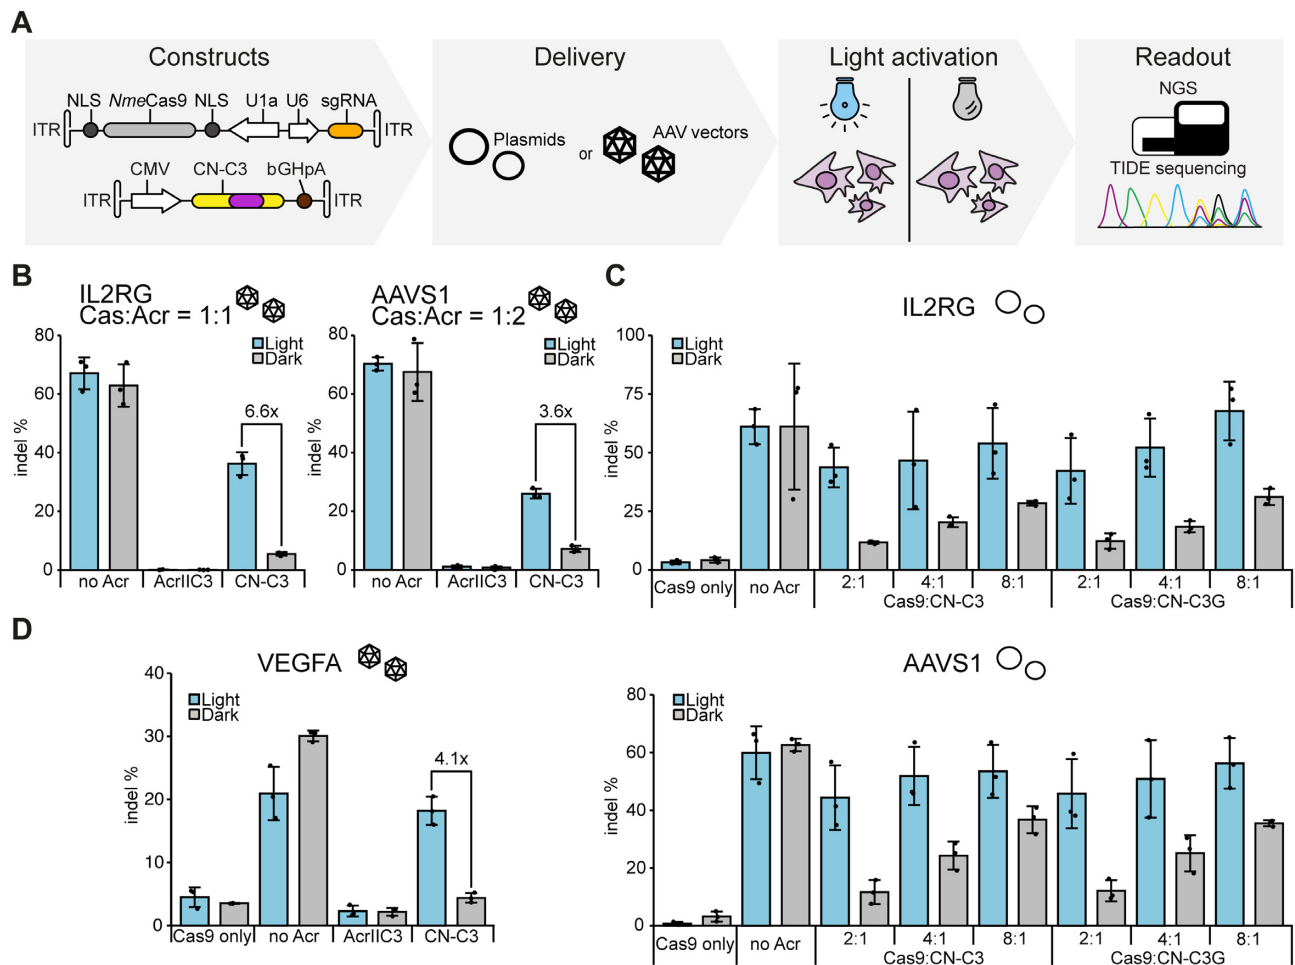 A
Constructs
Delivery
Light activation
Readout
NLS NmeCas9 NLS U1a U6 sgRNA
ITR ITR
CMV CN-C3 bGHpA
ITR ITR
Plasmids or AAV vectors
NGS
TIDE sequencing
B
IL2RG
Cas:Acr = 1:1
80
60
40
20
0
indel %
Light
Dark
6.6x
no Acr AcrIIC3 CN-C3
AAVS1
Cas:Acr = 1:2
80
60
40
20
0
indel %
Light
Dark
3.6x
no Acr AcrIIC3 CN-C3
C
IL2RG
100
75
50
25
0
indel %
Light
Dark
Cas9 only no Acr 2:1 4:1 8:1 2:1 4:1 8:1
Cas9:CN-C3 Cas9:CN-C3G
D
VEGFA
40
30
20
10
0
indel %
Light
Dark
4.1x
Cas9 only no Acr AcrIIC3 CN-C3
AAVS1
80
60
40
20
0
indel %
Light
Dark
Cas9 only no Acr 2:1 4:1 8:1 2:1 4:1 8:1
Cas9:CN-C3 Cas9:CN-C3G